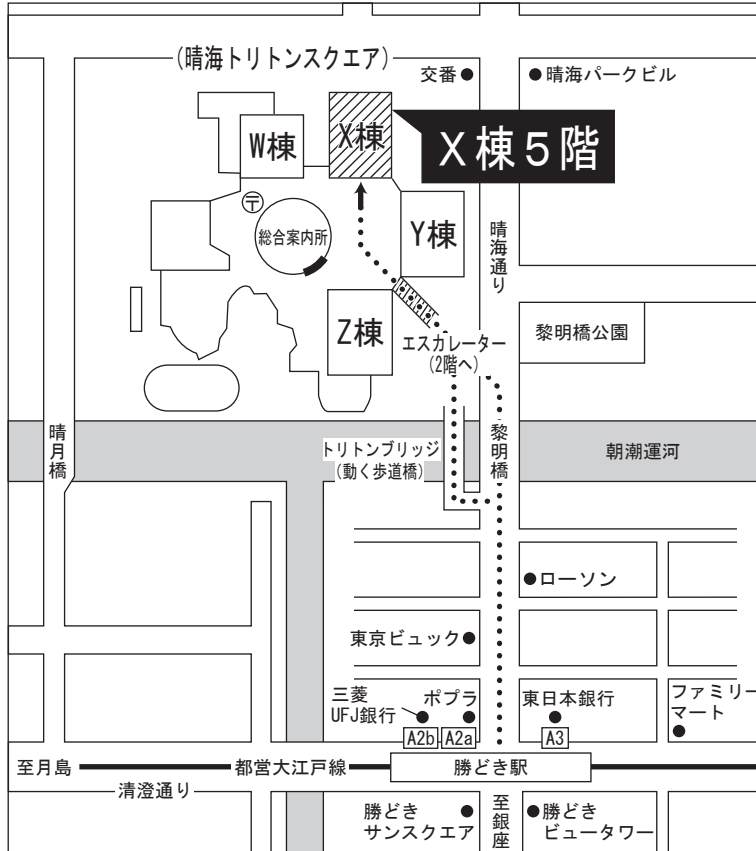 (晴海トリトンスクエア)
交番
晴海パークビル
W棟
X棟
X棟5階
〒
総合案内所
Y棟
晴海通り
Z棟
エスカレーター
(2階へ)
黎明橋公園
晴月橋
トリトンブリッジ
(動く歩道橋)
黎明橋
朝潮運河
ローソン
東京ビュック
三菱
UFJ銀行
ポプラ
東日本銀行
ファミリー
マート
A2b
A2a
A3
至月島
都営大江戸線
勝どき駅
清澄通り
勝どき
サンスクエア
至銀座
勝どき
ビュータワー